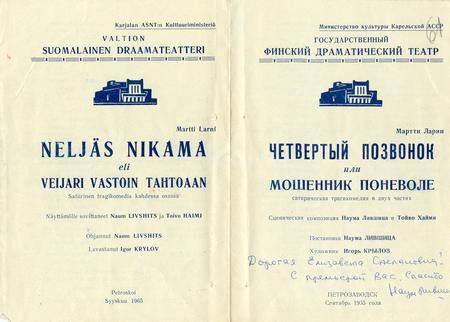 Karjalan ASNT:n Kulttuuriministeriö
VALTION
SUOMALAINEN DRAAMATEATTERI
Martti Larni
NELJÄS NIKAMA
eli
VEIJARI VASTOIN TAHTOAAN
Satiirinen tragikomedia kahdessa osassa
Näyttämölle sovittaneet Naum LIVSHITS ja Toivo HAIMI
Ohjannut Naum LIVSHITS
Lavastanut Igor KRYLOV
Petroskoi
Syyskuu 1965
Министерство культуры Карельской АССР
61
ГОСУДАРСТВЕННЫЙ
ФИНСКИЙ ДРАМАТИЧЕСКИЙ ТЕАТР
Мартти Ларни
ЧЕТВЕРТЫЙ ПОЗВОНОК
или
МОШЕННИК ПОНЕВОЛЕ
сатирическая трагикомедия в двух частях
Сценическая композиция Наума Лившица и Тойво Хайми
Постановка Наума ЛИВШИЦА
Художник Игорь КРЫЛОВ
Дорогая Елизавета Степановна!
С премьерой Вас. Спасибо
ПЕТРОЗАВОДСК
Сентябрь 1965 года